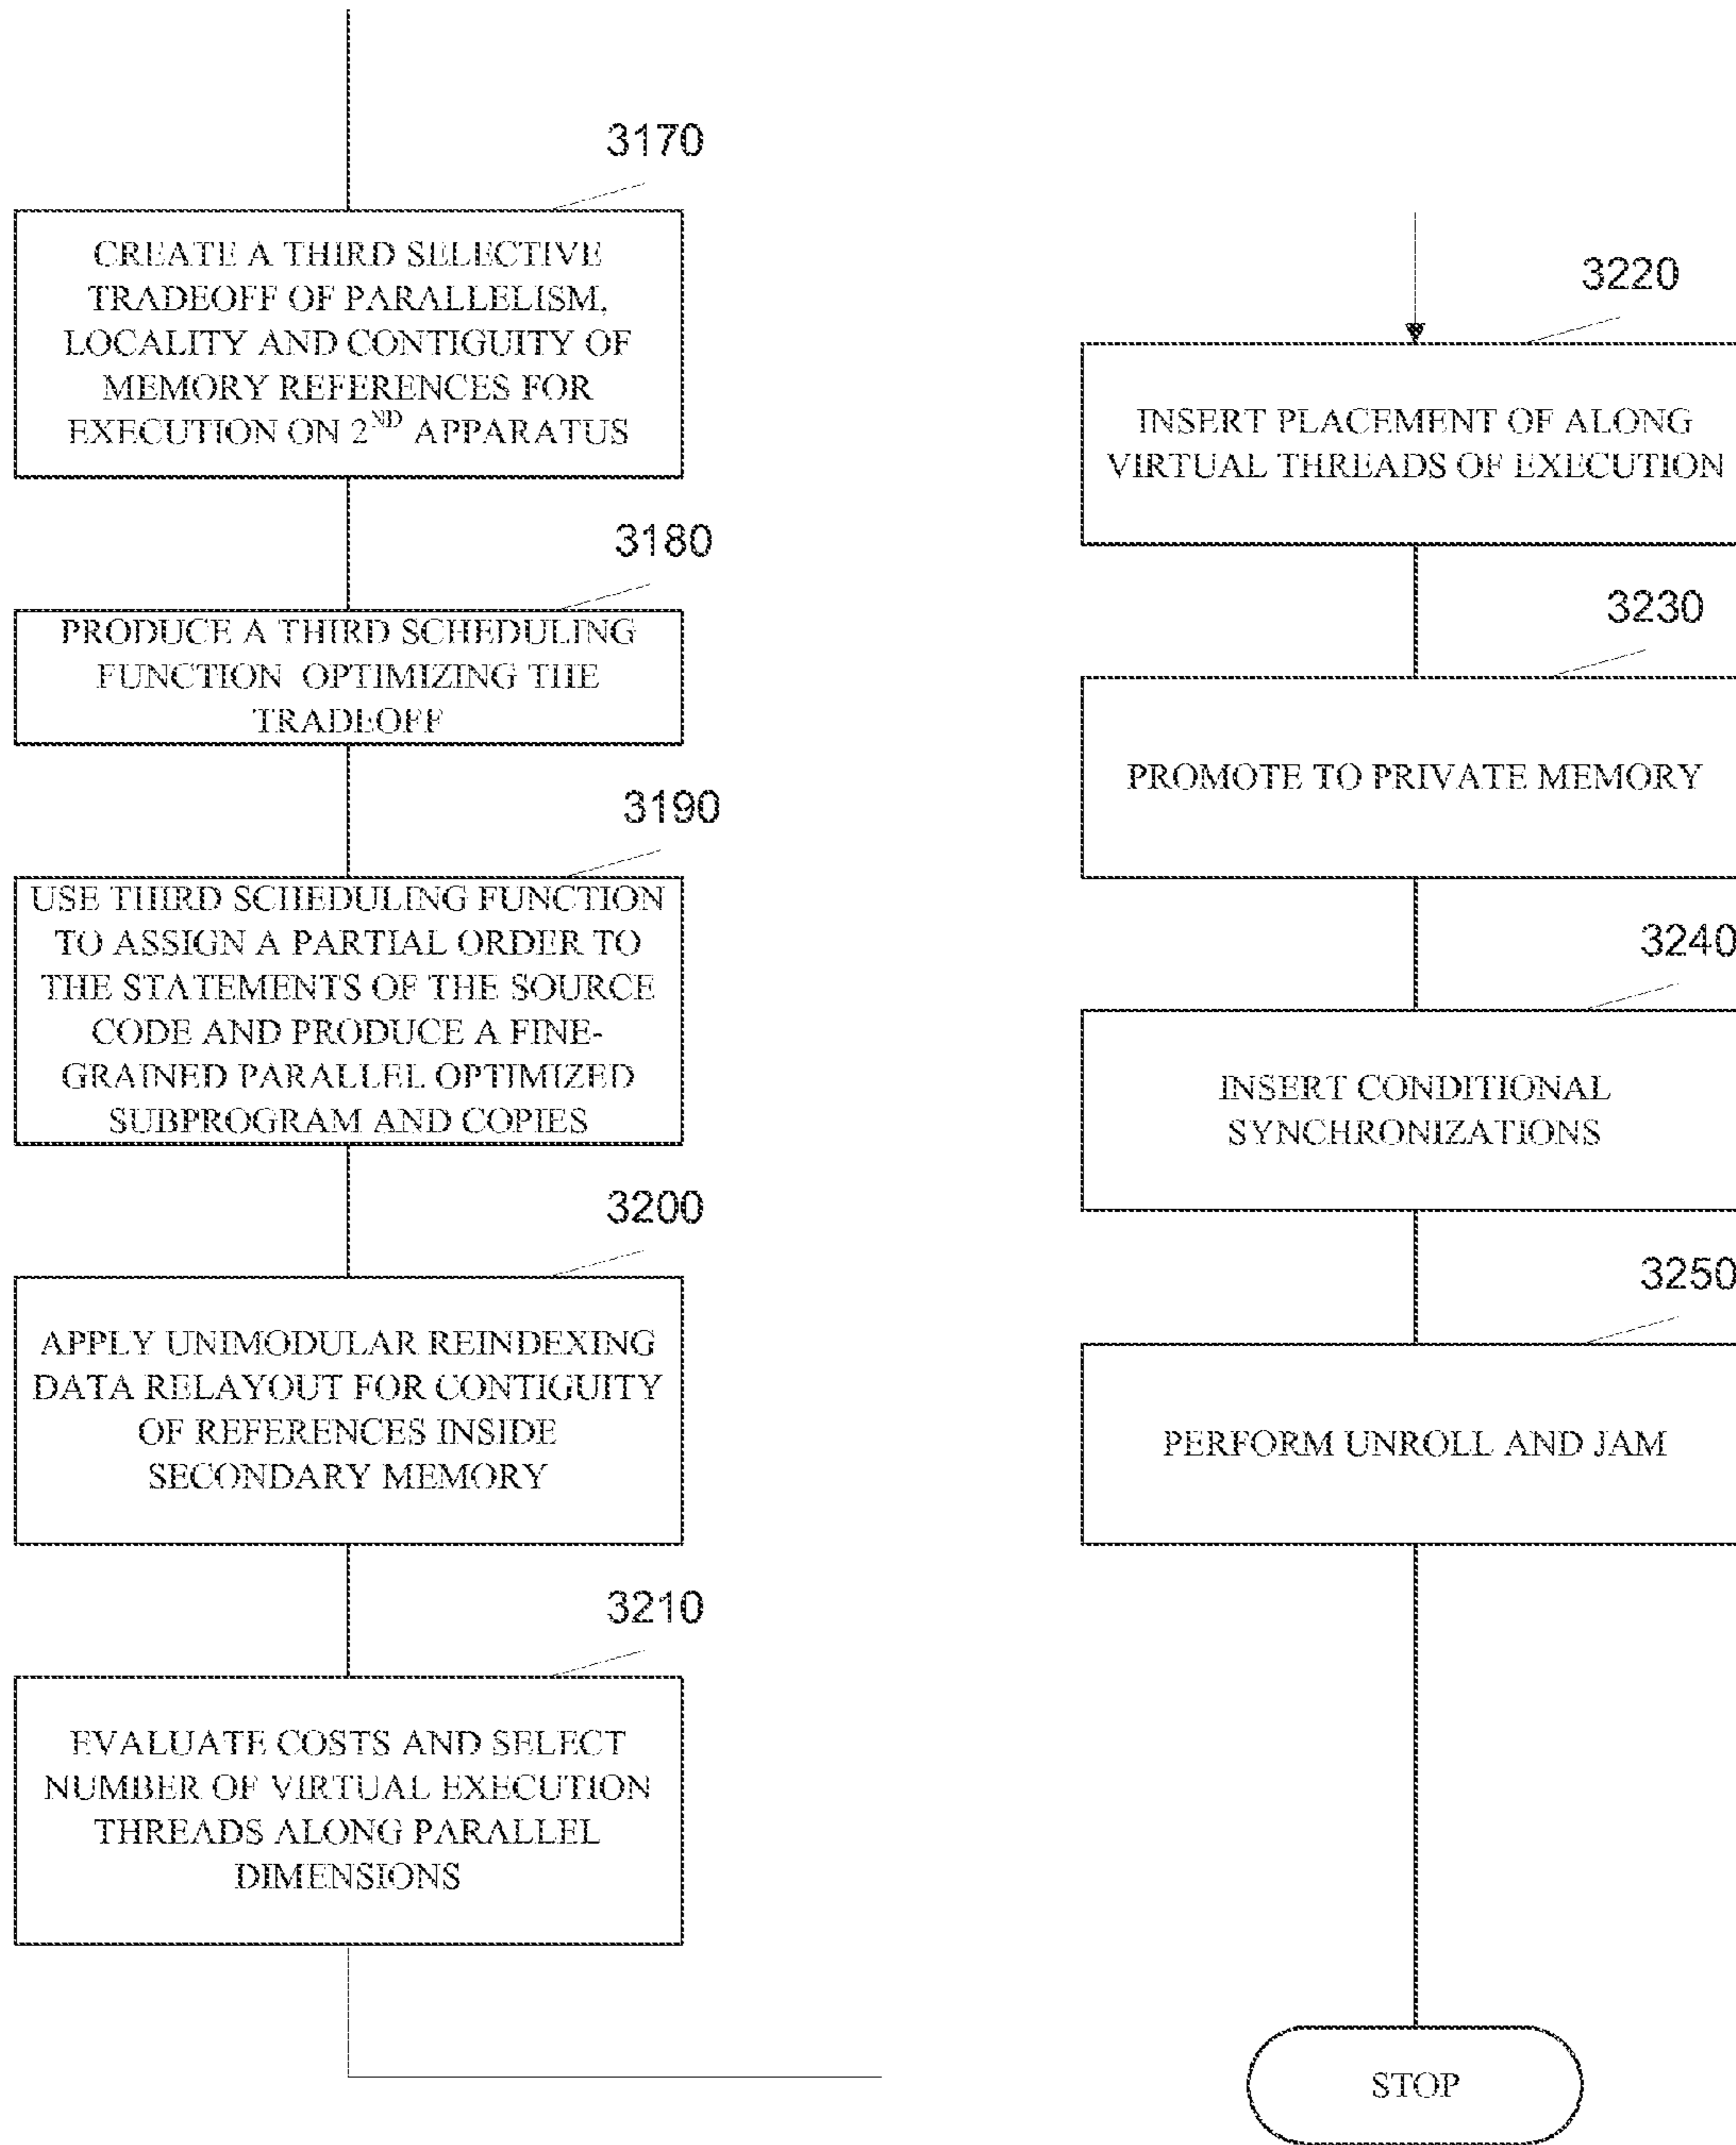 3170
CREATE A THIRD SELECTIVE
TRADEOFF OF PARALLELISM,
LOCALITY AND CONTIGUITY OF
MEMORY REFERENCES FOR
EXECUTION ON 2ND APPARATUS
3180
PRODUCE A THIRD SCHEDULING
FUNCTION OPTIMIZING THE
TRADEOFF
3190
USE THIRD SCHEDULING FUNCTION
TO ASSIGN A PARTIAL ORDER TO
THE STATEMENTS OF THE SOURCE
CODE AND PRODUCE A FINE-
GRAINED PARALLEL OPTIMIZED
SUBPROGRAM AND COPIES
3200
APPLY UNIMODULAR REINDEXING
DATA RELAYOUT FOR CONTIGUITY
OF REFERENCES INSIDE
SECONDARY MEMORY
3210
EVALUATE COSTS AND SELECT
NUMBER OF VIRTUAL EXECUTION
THREADS ALONG PARALLEL
DIMENSIONS
3220
INSERT PLACEMENT OF ALONG
VIRTUAL THREADS OF EXECUTION
3230
PROMOTE TO PRIVATE MEMORY
3240
INSERT CONDITIONAL
SYNCHRONIZATIONS
3250
PERFORM UNROLL AND JAM
STOP